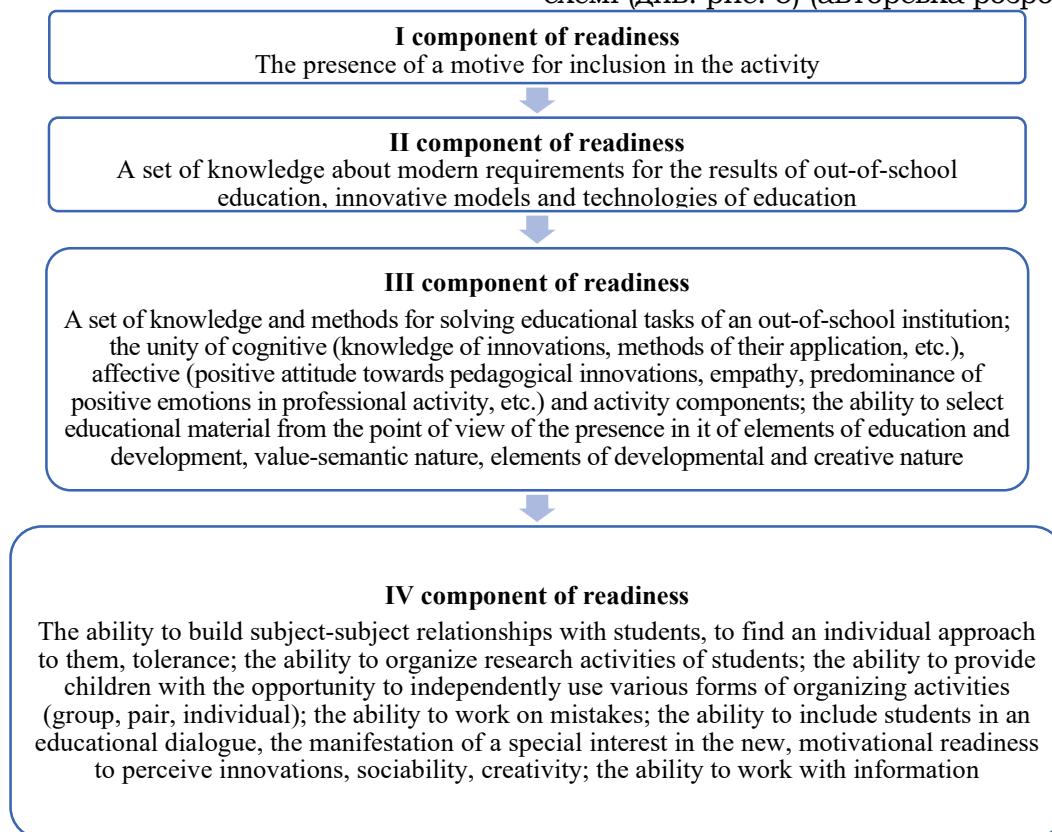 схемі (див. рис. 6) (авторська розро
I component of readiness
The presence of a motive for inclusion in the activity
II component of readiness
A set of knowledge about modern requirements for the results of out-of-school
education, innovative models and technologies of education
III component of readiness
A set of knowledge and methods for solving educational tasks of an out-of-school institution;
the unity of cognitive (knowledge of innovations, methods of their application, etc.),
affective (positive attitude towards pedagogical innovations, empathy, predominance of
positive emotions in professional activity, etc.) and activity components; the ability to select
educational material from the point of view of the presence in it of elements of education and
development, value-semantic nature, elements of developmental and creative nature
IV component of readiness
The ability to build subject-subject relationships with students, to find an individual approach
to them, tolerance; the ability to organize research activities of students; the ability to provide
children with the opportunity to independently use various forms of organizing activities
(group, pair, individual); the ability to work on mistakes; the ability to include students in an
educational dialogue, the manifestation of a special interest in the new, motivational readiness
to perceive innovations, sociability, creativity; the ability to work with information